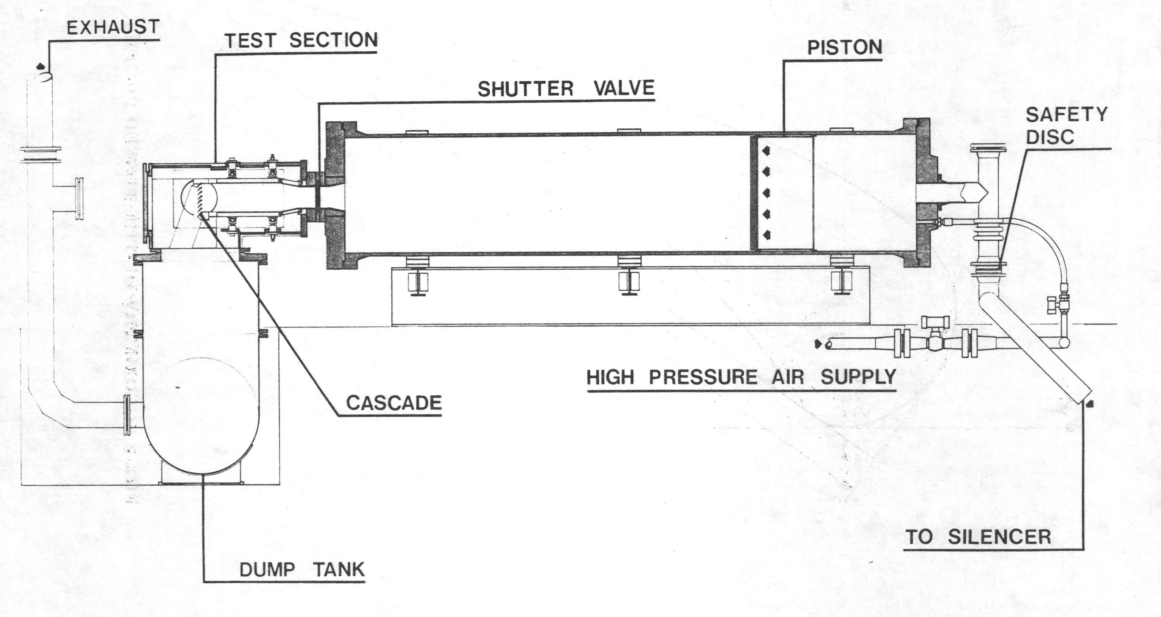 EXHAUST
TEST SECTION
PISTON
SHUTTER VALVE
SAFETY
DISC
HIGH PRESSURE AIR SUPPLY
CASCADE
TO SILENCER
DUMP TANK